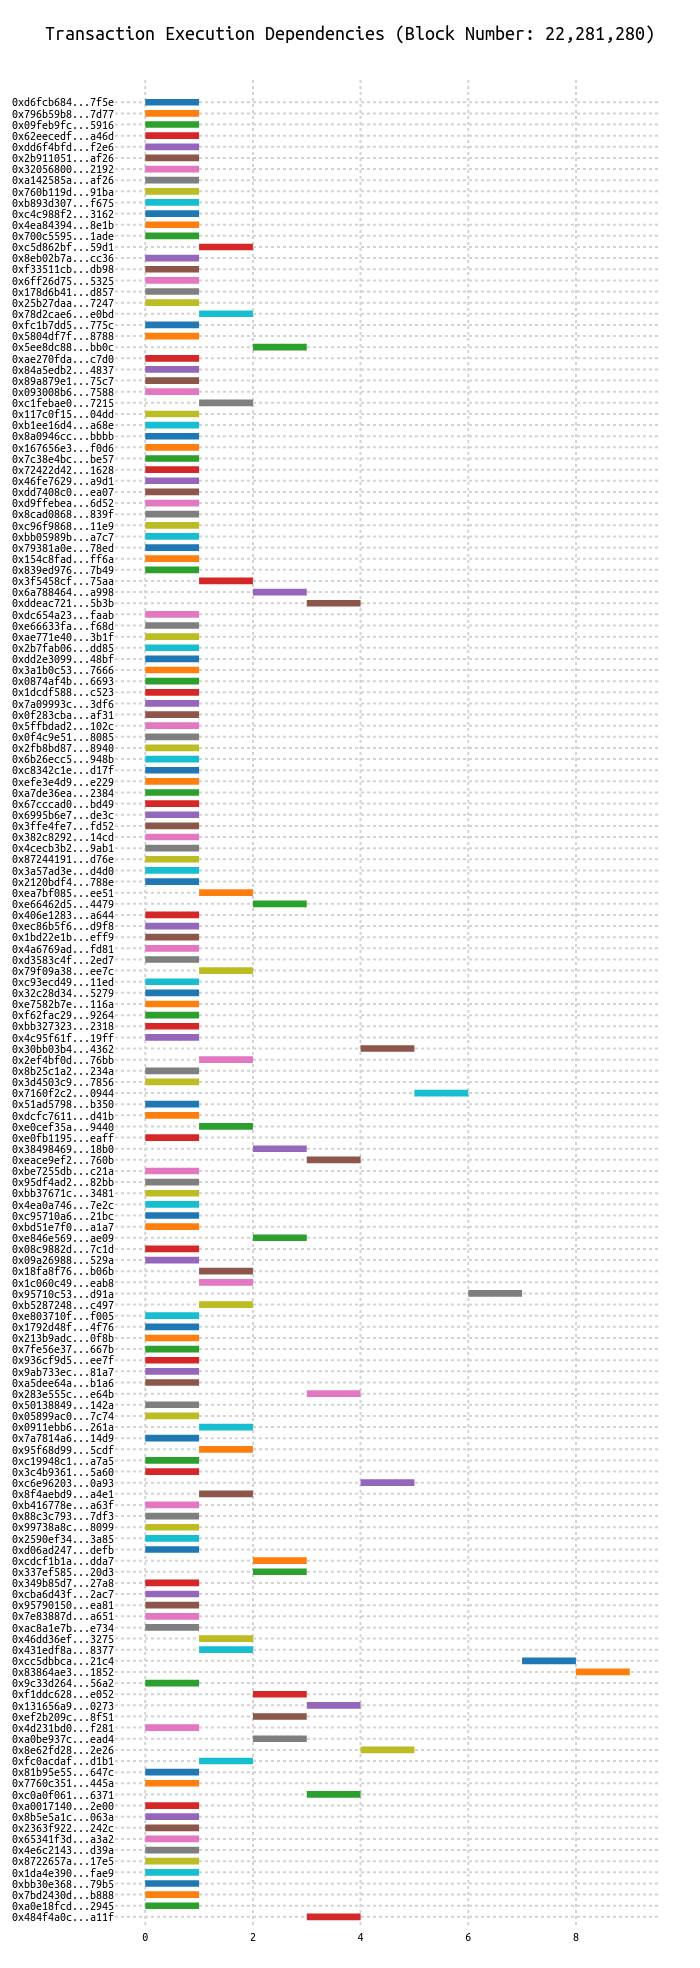 Transaction Execution Dependencies (Block Number: 22,281,280)
0xd6fcb684...7f5e
0x796b59b8...7d77
0x09feb9fc...5916
0x62eecedf...a46d
0xdd6f4bfd...f2e6
0x2b911051...af26
0x32056800...2192
0xa142585a...af26
0x760b119d...91ba
0xb893d307...f675
0xc4c988f2...3162
0x4ea84394...8e1b
0x700c5595...1ade
0xc5d862bf...59d1
0x8eb02b7a...cc36
0xf33511cb...db98
0x6ff26d75...5325
0x178d6b41...d857
0x25b27daa...7247
0x78d2cae6...e0bd
0xfc1b7dd5...775c
0x5804df7f...8788
0x5ee8dc88...bb0c
0xae270fda...c7d0
0x84a5edb2...4837
0x89a879e1...75c7
0x093008b6...7588
0xc1febae0...7215
0x117c0f15...04dd
0xb1ee16d4...a68e
0x8a0946cc...bbbb
0x167656e3...f0d6
0x7c38e4bc...be57
0x72422d42...1628
0x46fe7629...a9d1
0xdd7408c0...ea07
0xd9ffebea...6d52
0x8cad0868...839f
0xc96f9868...11e9
0xbb05989b...a7c7
0x79381a0e...78ed
0x154c8fad...ff6a
0x839ed976...7b49
0x3f5458cf...75aa
0x6a788464...a998
0xddeac721...5b3b
0xdc654a23...faab
0xe66633fa...f68d
0xae771e40...3b1f
0x2b7fab06...dd85
0xdd2e3099...48bf
0x3a1b0c53...7666
0x0874af4b...6693
0x1dcdf588...c523
0x7a09993c...3df6
0x0f283cba...af31
0x5ffbdad2...102c
0x0f4c9e51...8085
0x2fb8bd87...8940
0x6b26ecc5...948b
0xc8342c1e...d17f
0xefe3e4d9...e229
0xa7de36ea...2384
0x67cccad0...bd49
0x6995b6e7...de3c
0x3ffe4fe7...fd52
0x382c8292...14cd
0x4cecb3b2...9ab1
0x87244191...d76e
0x3a57ad3e...d4d0
0x2120bdf4...788e
0xea7bf085...ee51
0xe66462d5...4479
0x406e1283...a644
0xec86b5f6...d9f8
0x1bd22e1b...eff9
0x4a6769ad...fd81
0xd3583c4f...2ed7
0x79f09a38...ee7c
0xc93ecd49...11ed
0x32c28d34...5279
0xe7582b7e...116a
0xf62fac29...9264
0xbb327323...2318
0x4c95f61f...19ff
0x30bb03b4...4362
0x2ef4bf0d...76bb
0x8b25c1a2...234a
0x3d4503c9...7856
0x7160f2c2...0944
0x51ad5798...b350
0xdcfc7611...d41b
0xe0cef35a...9440
0xe0fb1195...eaff
0x38498469...18b0
0xeace9ef2...760b
0xbe7255db...c21a
0x95df4ad2...82bb
0xbb37671c...3481
0x4ea0a746...7e2c
0xc95710a6...21bc
0xbd51e7f0...a1a7
0xe846e569...ae09
0x08c9882d...7c1d
0x09a26988...529a
0x18fa8f76...b06b
0x1c060c49...eab8
0x95710c53...d91a
0xb5287248...c497
0xe803710f...f005
0x1792d48f...4f76
0x213b9adc...0f8b
0x7fe56e37...667b
0x936cf9d5...ee7f
0x9ab733ec...81a7
0xa5dee64a...b1a6
0x283e555c...e64b
0x50138849...142a
0x05899ac0...7c74
0x0911ebb6...261a
0x7a7814a6...14d9
0x95f68d99...5cdf
0xc19948c1...a7a5
0x3c4b9361...5a60
0xc6e96203...0a93
0x8f4aebd9...a4e1
0xb416778e...a63f
0x88c3c793...7df3
0x99738a8c...8099
0x2590ef34...3a85
0xd06ad247...defb
0xcdcf1b1a...dda7
0x337ef585...20d3
0x349b85d7...27a8
0xcba6d43f...2ac7
0x95790150...ea81
0x7e83887d...a651
0xac8a1e7b...e734
0x46dd36ef...3275
0x431edf8a...8377
0xcc5dbbca...21c4
0x83864ae3...1852
0x9c33d264...56a2
0xf1ddc628...e052
0x131656a9...0273
0xef2b209c...8f51
0x4d231bd0...f281
0xa0be937c...ead4
0x8e62fd28...2e26
0xfc0acdaf...d1b1
0x81b95e55...647c
0x7760c351...445a
0xc0a0f061...6371
0xa0017140...2e00
0x8b5e5a1c...063a
0x2363f922...242c
0x65341f3d...a3a2
0x4e6c2143...d39a
0x8722657a...17e5
0x1da4e390...fae9
0xbb30e368...79b5
0x7bd2430d...b888
0xa0e18fcd...2945
0x484f4a0c...a11f
0 2 4 6 8